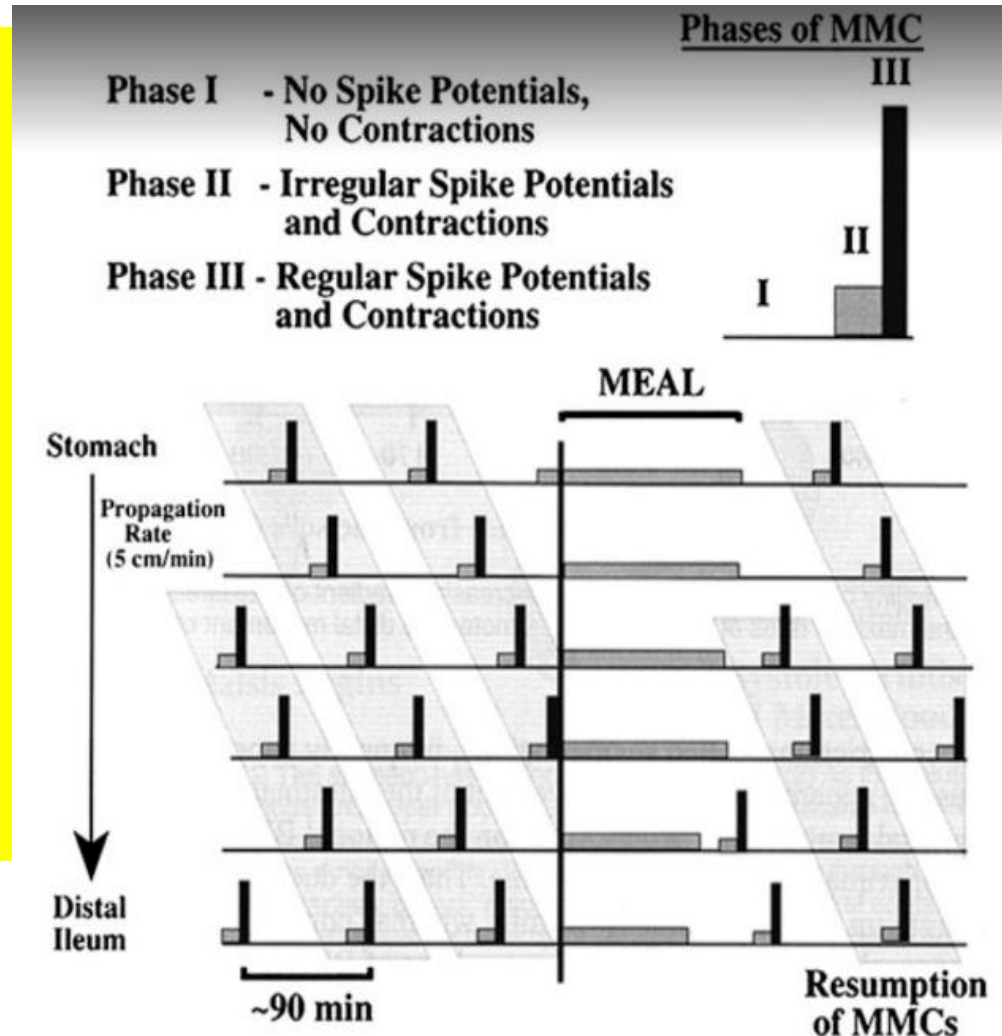 Phases of MMC
III
Phase I - No Spike Potentials,
No Contractions
Phase II - Irregular Spike Potentials
and Contractions
II
Phase III - Regular Spike Potentials
and Contractions
I
MEAL
Stomach
Propagation
Rate
(5 cm/min)
Distal
Ileum
~90 min
Resumption
of MMCs